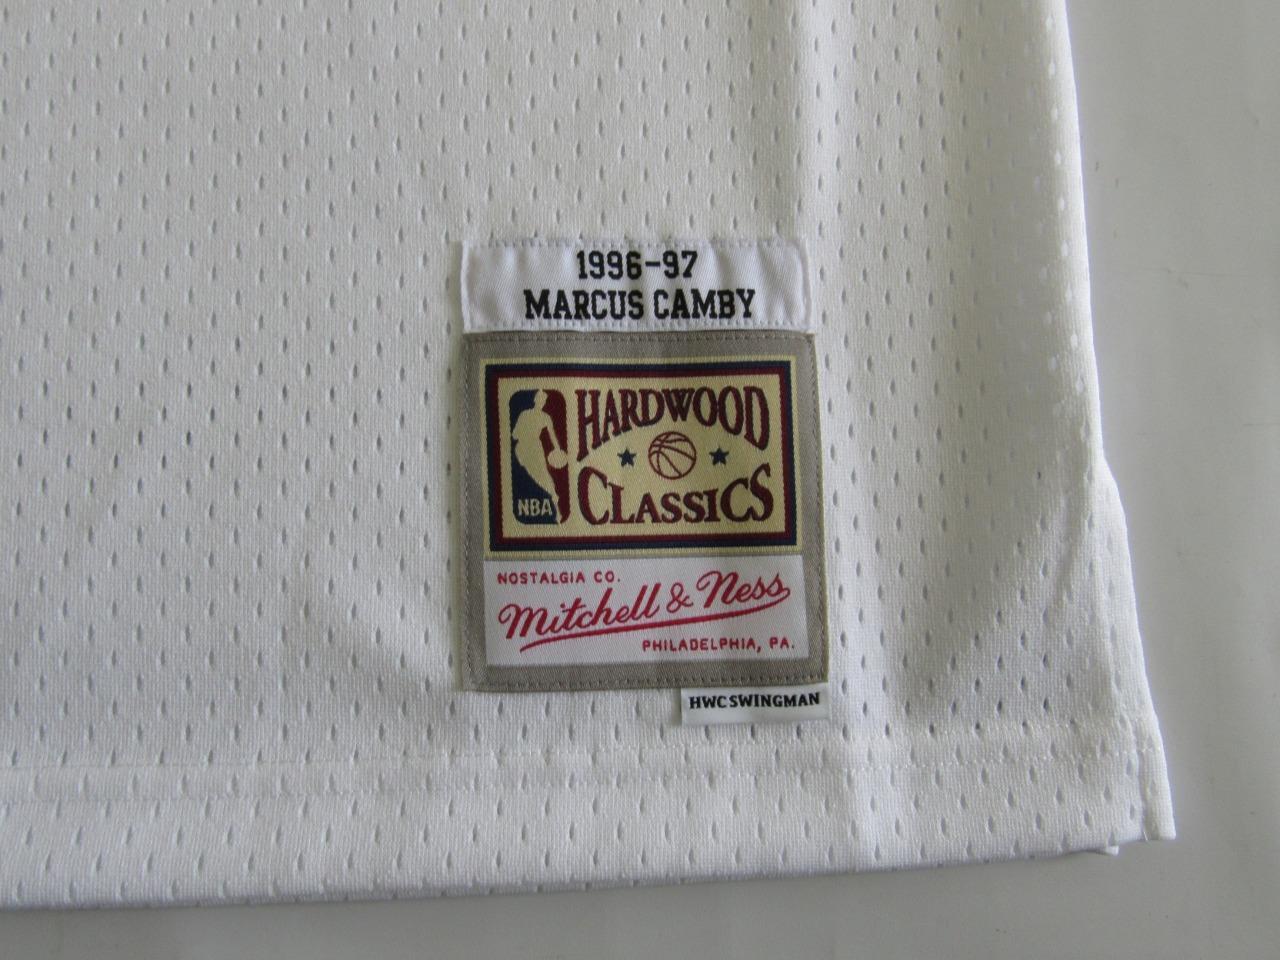 1996-97
MARCUS CAMBY
HARDWOOD
CLASSICS
NBA
NOSTALGIA CO.
Mitchell & Ness
PHILADELPHIA, PA.
HWC SWINGMAN